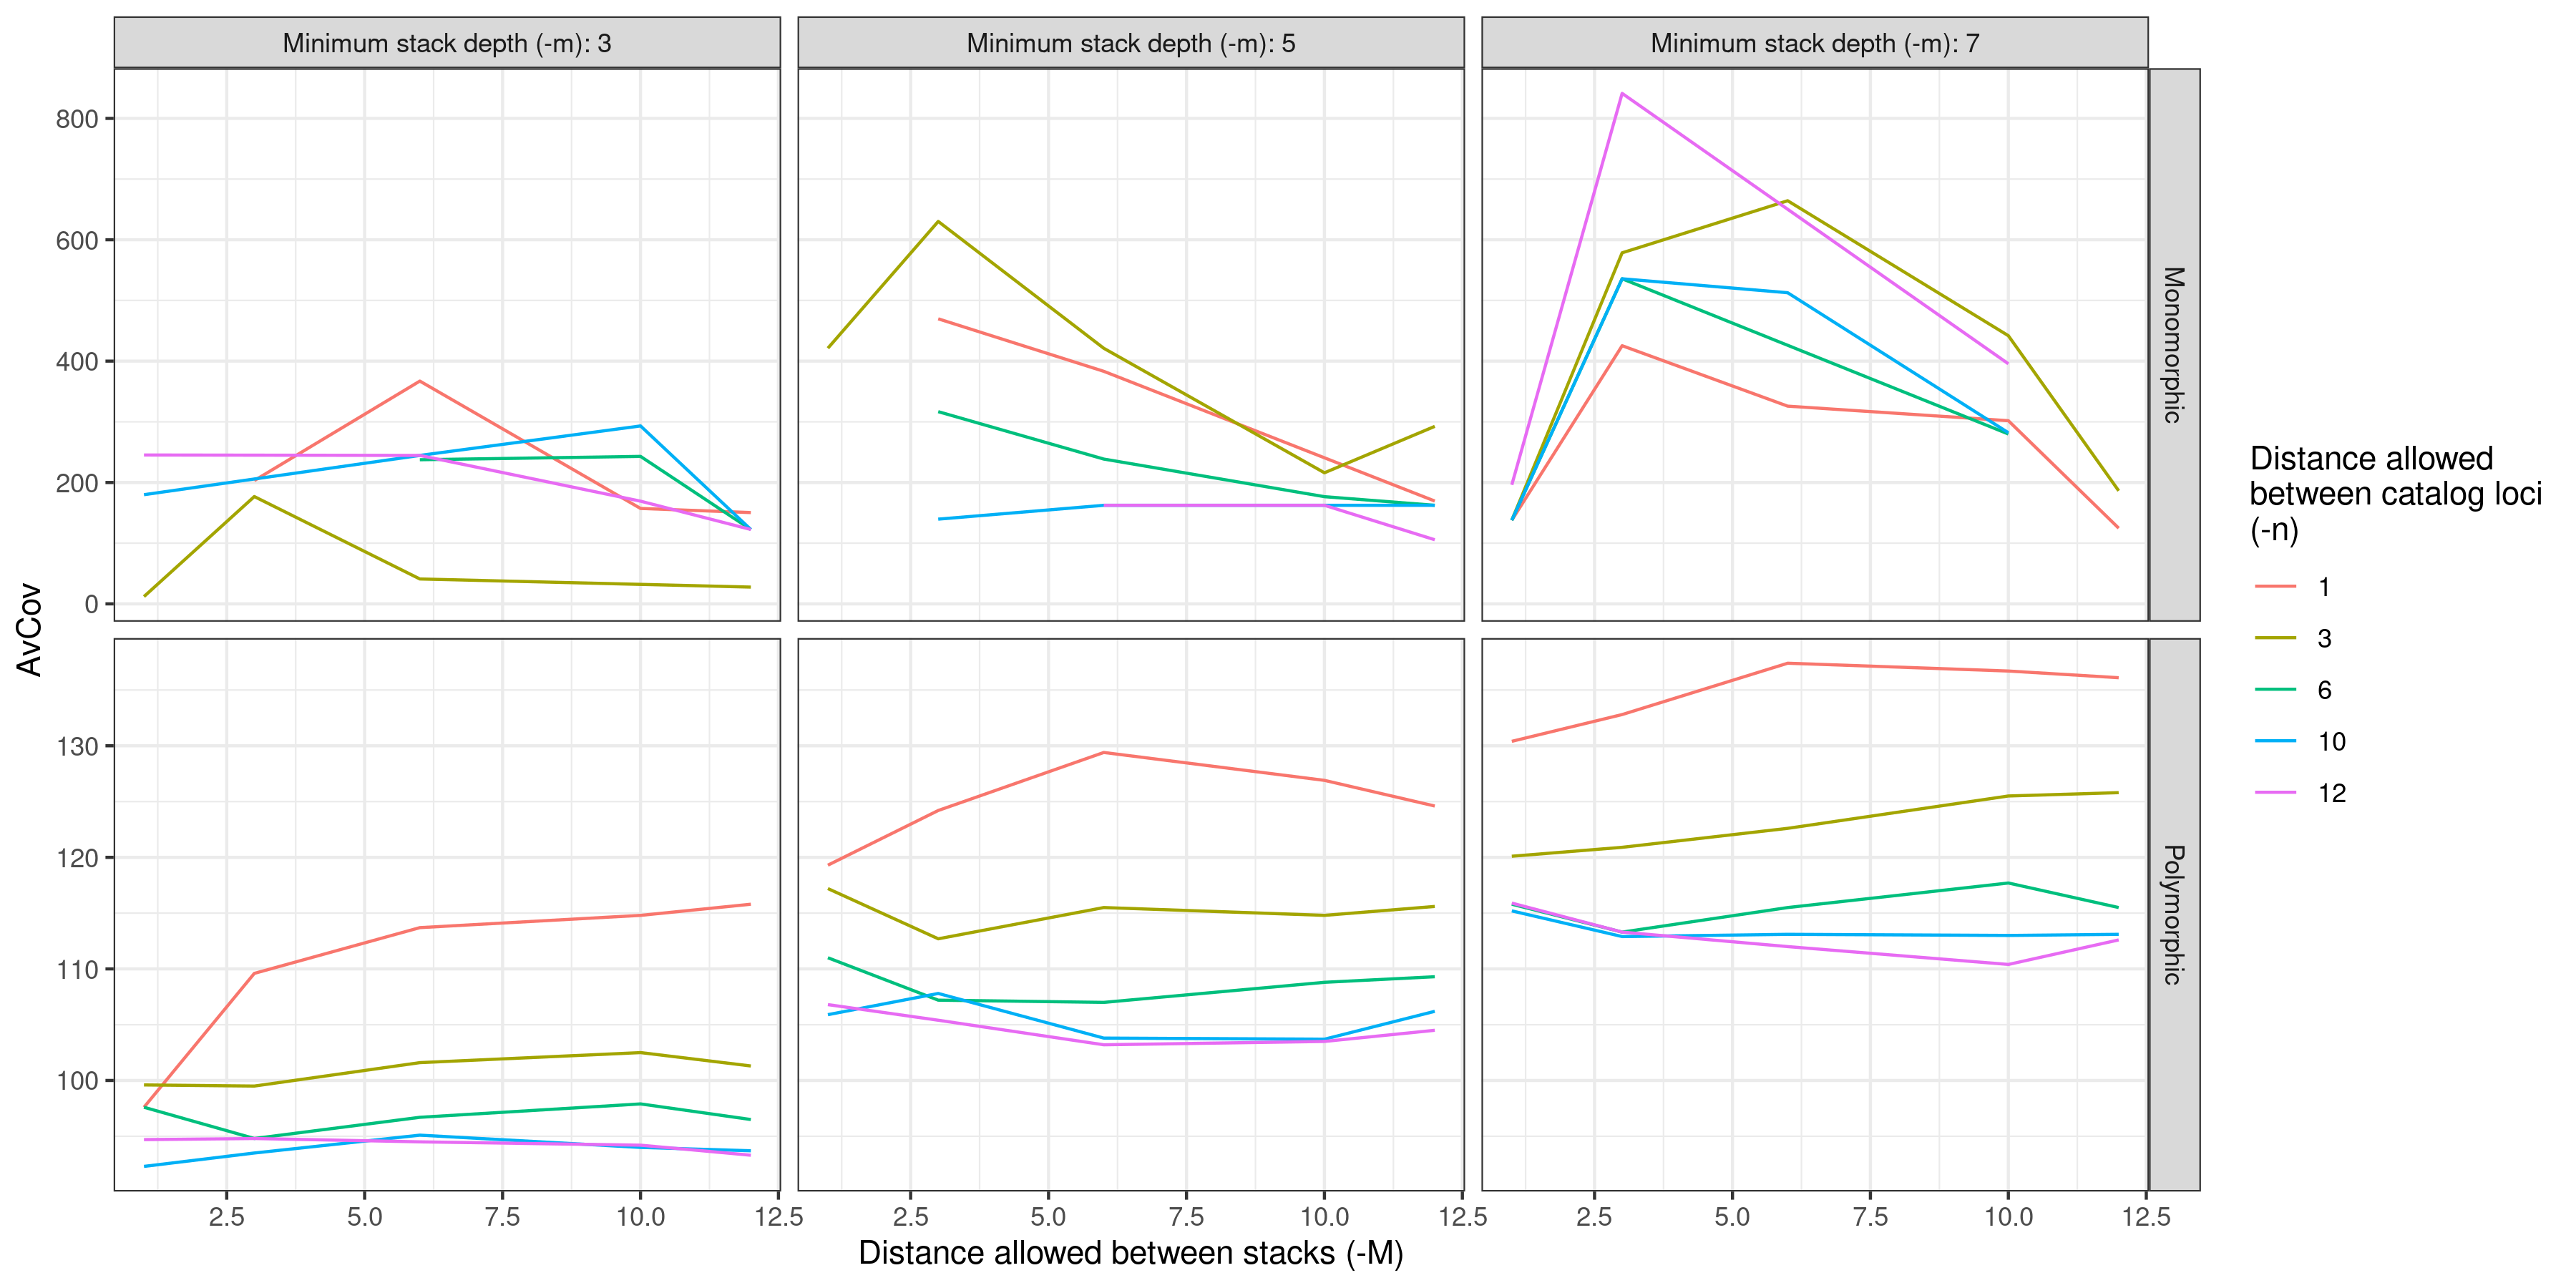 Minimum stack depth (-m): 3
Minimum stack depth (-m): 5
Minimum stack depth (-m): 7
800
600
400
200
0
Monomorphic
AvCov
130
120
110
100
Polymorphic
2.5 5.0 7.5 10.0 12.5
2.5 5.0 7.5 10.0 12.5
2.5 5.0 7.5 10.0 12.5
Distance allowed between stacks (-M)
Distance allowed
between catalog loci
(-n)
1
3
6
10
12